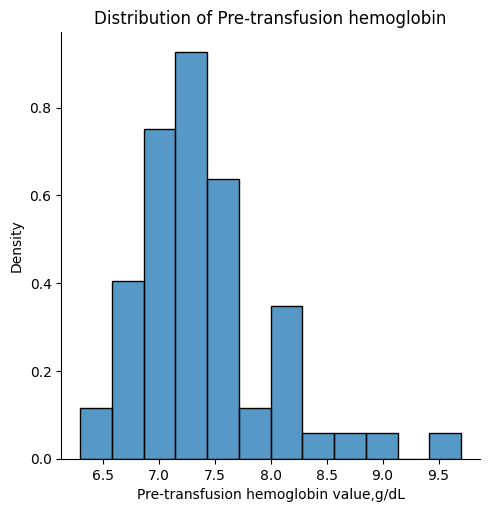 Distribution of Pre-transfusion hemoglobin
0.8
0.6
0.4
0.2
0.0
Density
6.5 7.0 7.5 8.0 8.5 9.0 9.5
Pre-transfusion hemoglobin value,g/dL